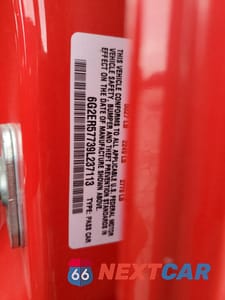 THIS VEHICLE CONFORMS TO ALL U.S. FEDERAL MOTOR
VEHICLE SAFETY, BUMPER AND THEFT PREVENTION STANDARDS IN
EFFECT ON THE DATE OF MANUFACTURE SHOWN ABOVE.
6G2ER57739L237113
TYPE: PASS CAR
66
NEXTCAR